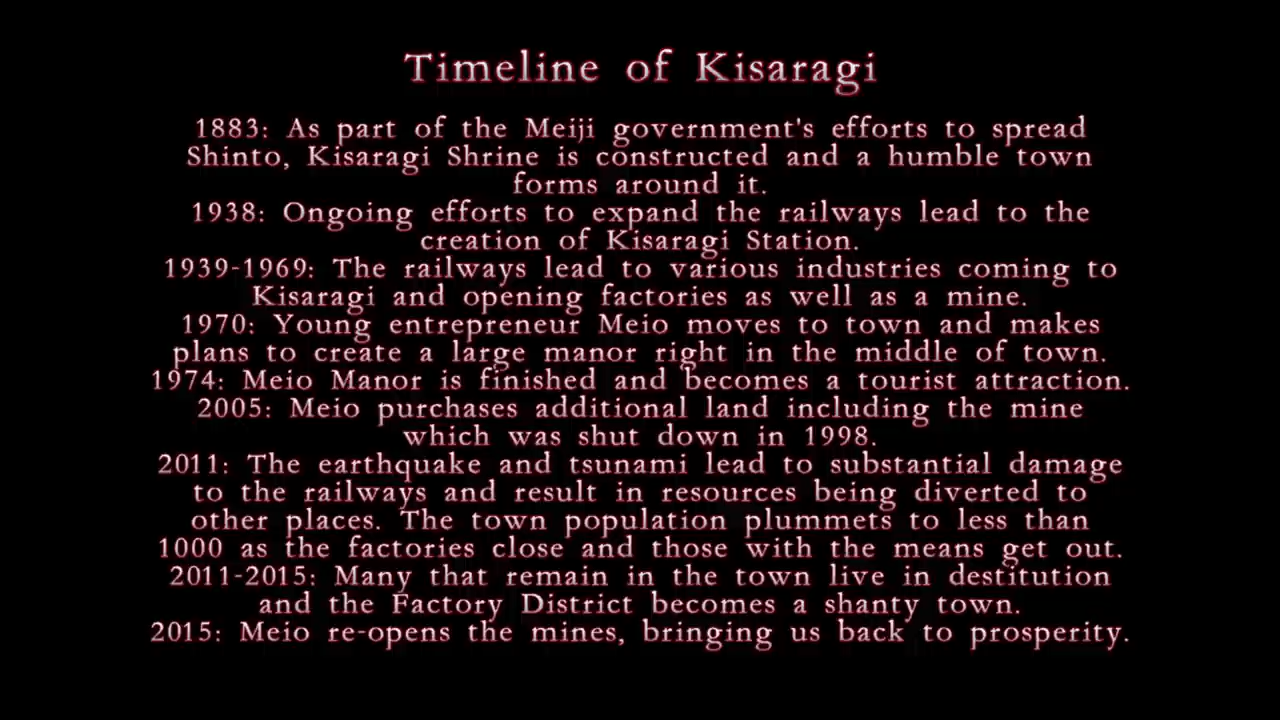 Timeline of Kisaragi
1883: As part of the Meiji government's efforts to spread
Shinto, Kisaragi Shrine is constructed and a humble town
forms around it.
1938: Ongoing efforts to expand the railways lead to the
creation of Kisaragi Station.
1939-1969: The railways lead to various industries coming to
Kisaragi and opening factories as well as a mine.
1970: Young entrepreneur Meio moves to town and makes
plans to create a large manor right in the middle of town.
1974: Meio Manor is finished and becomes a tourist attraction.
2005: Meio purchases additional land including the mine
which was shut down in 1998.
2011: The earthquake and tsunami lead to substantial damage
to the railways and result in resources being diverted to
other places. The town population plummets to less than
1000 as the factories close and those with the means get out.
2011-2015: Many that remain in the town live in destitution
and the Factory District becomes a shanty town.
2015: Meio re-opens the mines, bringing us back to prosperity.